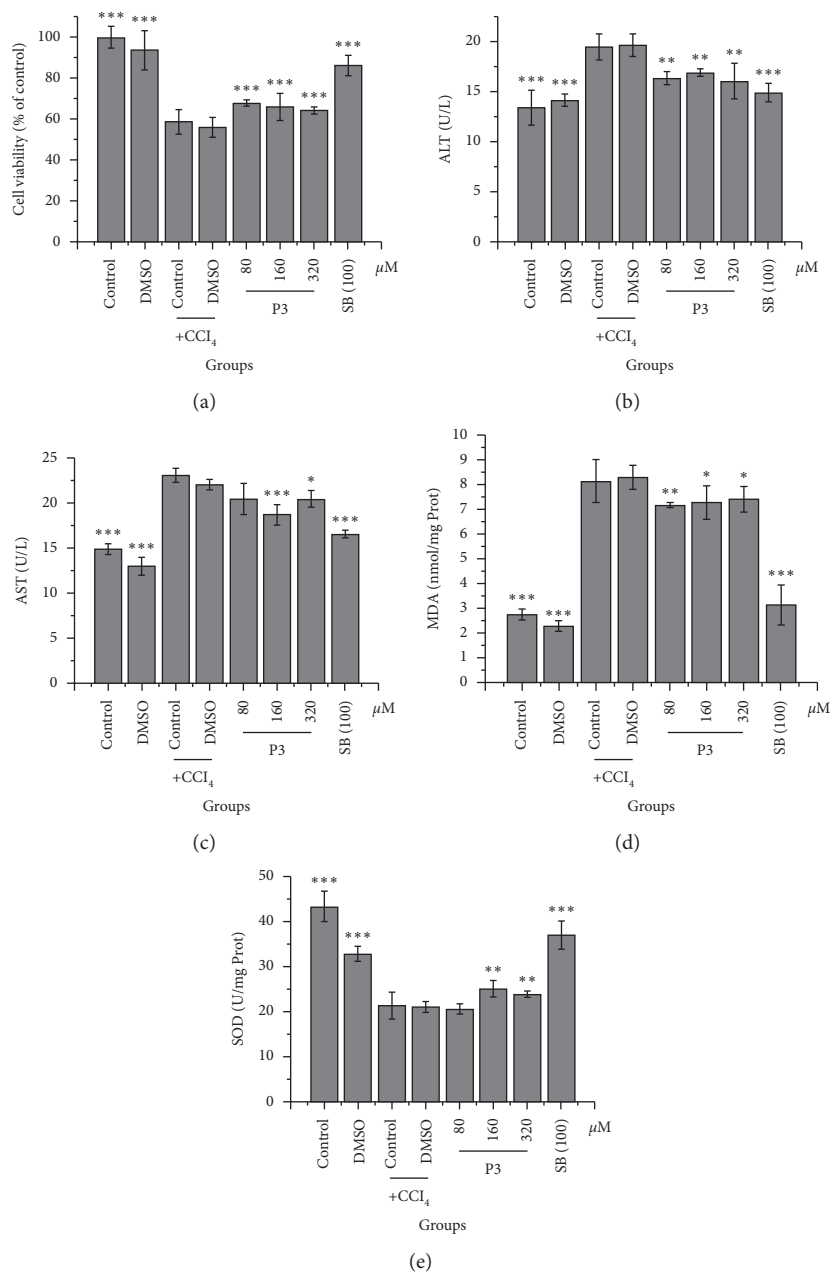 Cell viability (% of control)
100
80
60
40
20
0
*** *** *** *** *** ***
Control DMSO Control DMSO 80 160 320 SB (100) µM
+CCI4 P3
Groups
(a)
ALT (U/L)
20
15
10
5
0
*** *** ** ** ** ***
Control DMSO Control DMSO 80 160 320 SB (100) µM
+CCI4 P3
Groups
(b)
AST (U/L)
25
20
15
10
5
0
*** *** *** * ***
Control DMSO Control DMSO 80 160 320 SB (100) µM
+CCI4 P3
Groups
(c)
MDA (nmol/mg Prot)
10
9
8
7
6
5
4
3
2
1
0
*** *** ** * * ***
Control DMSO Control DMSO 80 160 320 SB (100) µM
+CCI4 P3
Groups
(d)
SOD (U/mg Prot)
50
40
30
20
10
0
*** *** ** ** ***
Control DMSO Control DMSO 80 160 320 SB (100) µM
+CCI4 P3
Groups
(e)